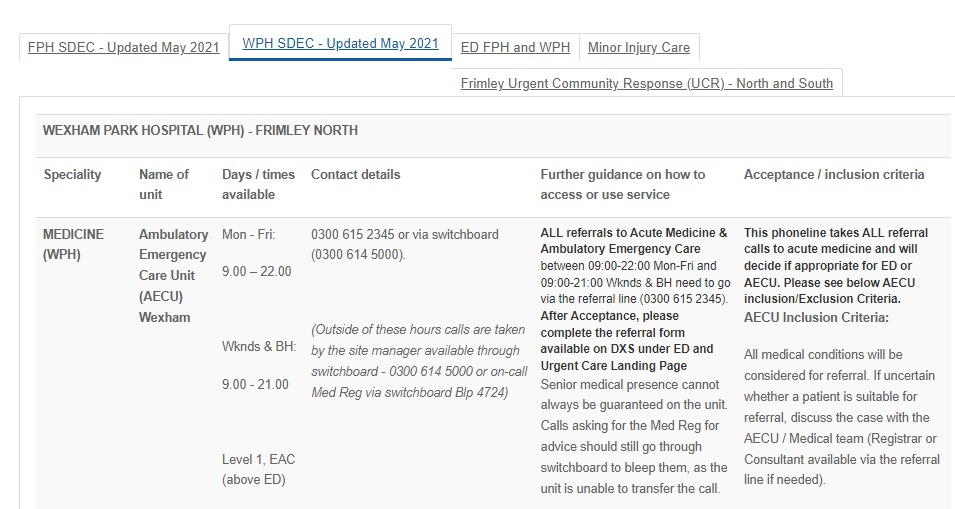 FPH SDEC - Updated May 2021
WPH SDEC - Updated May 2021
ED FPH and WPH
Minor Injury Care
Frimley Urgent Community Response (UCR) - North and South
WEXHAM PARK HOSPITAL (WPH) - FRIMLEY NORTH
Speciality
Name of
unit
Days / times
available
Contact details
Further guidance on how to
access or use service
Acceptance / inclusion criteria
MEDICINE
(WPH)
Ambulatory
Emergency
Care Unit
(AECU)
Wexham
Mon - Fri:
9.00 – 22.00
Wknds & BH:
9.00 - 21.00
Level 1, EAC
(above ED)
0300 615 2345 or via switchboard
(0300 614 5000).
(Outside of these hours calls are taken
by the site manager available through
switchboard - 0300 614 5000 or on-call
Med Reg via switchboard Blp 4724)
ALL referrals to Acute Medicine &
Ambulatory Emergency Care
between 09:00-22:00 Mon-Fri and
09:00-21:00 Wknds & BH need to go
via the referral line (0300 615 2345).
After Acceptance, please
complete the referral form
available on DXS under ED and
Urgent Care Landing Page
Senior medical presence cannot
always be guaranteed on the unit.
Calls asking for the Med Reg for
advice should still go through
switchboard to bleep them, as the
unit is unable to transfer the call.
This phoneline takes ALL referral
calls to acute medicine and will
decide if appropriate for ED or
AECU. Please see below AECU
inclusion/Exclusion Criteria.
AECU Inclusion Criteria:
All medical conditions will be
considered for referral. If uncertain
whether a patient is suitable for
referral, discuss the case with the
AECU / Medical team (Registrar or
Consultant available via the referral
line if needed).